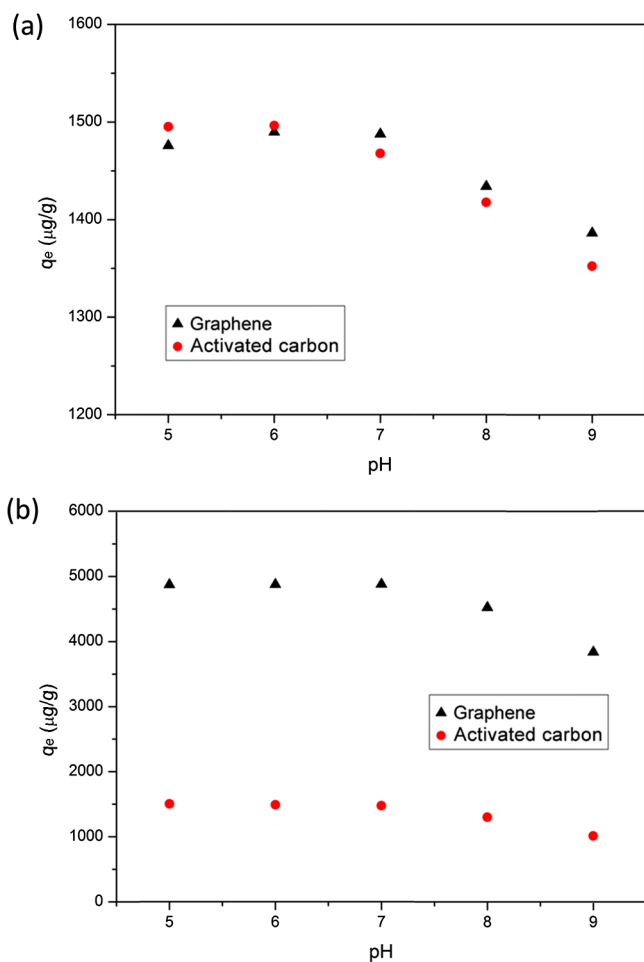 (a)
1600
1500
1400
1300
1200
qe (μg/g)
Graphene
Activated carbon
5 6 7 8 9
pH
(b)
6000
5000
4000
3000
2000
1000
0
qe (μg/g)
Graphene
Activated carbon
5 6 7 8 9
pH